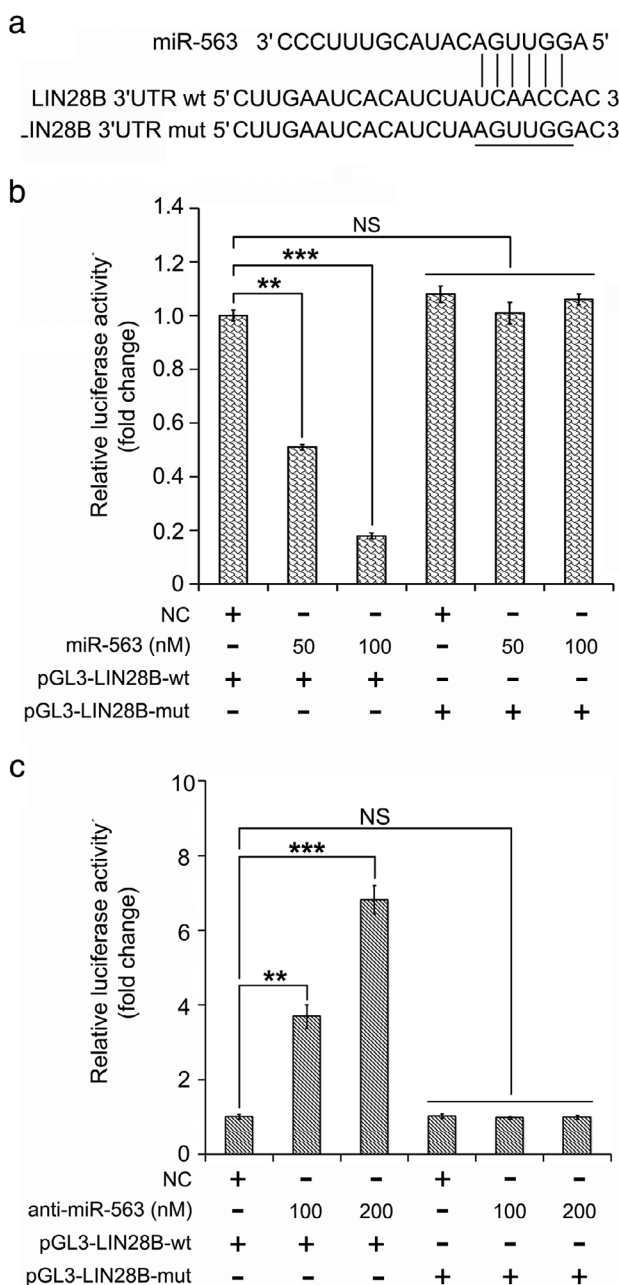 a
miR-563 3' CCCUUUGCAUACAGUUGGA 5'
LIN28B 3'UTR wt 5' CUUGAAUCACAUCUAUCAACCAC 3
LIN28B 3'UTR mut 5' CUUGAAUCACAUCUAAGUUGGAC3
b
Relative luciferase activity
(fold change)
1.4
1.2
1.0
0.8
0.6
0.4
0.2
0
NS
***
**
NC + - - + - -
miR-563 (nM) - 50 100 - 50 100
pGL3-LIN28B-wt + + + - - -
pGL3-LIN28B-mut - - - + + +
c
Relative luciferase activity
(fold change)
10
8
6
4
2
0
NS
***
**
NC + - - + - -
anti-miR-563 (nM) - 100 200 - 100 200
pGL3-LIN28B-wt + + + - - -
pGL3-LIN28B-mut - - - + + +